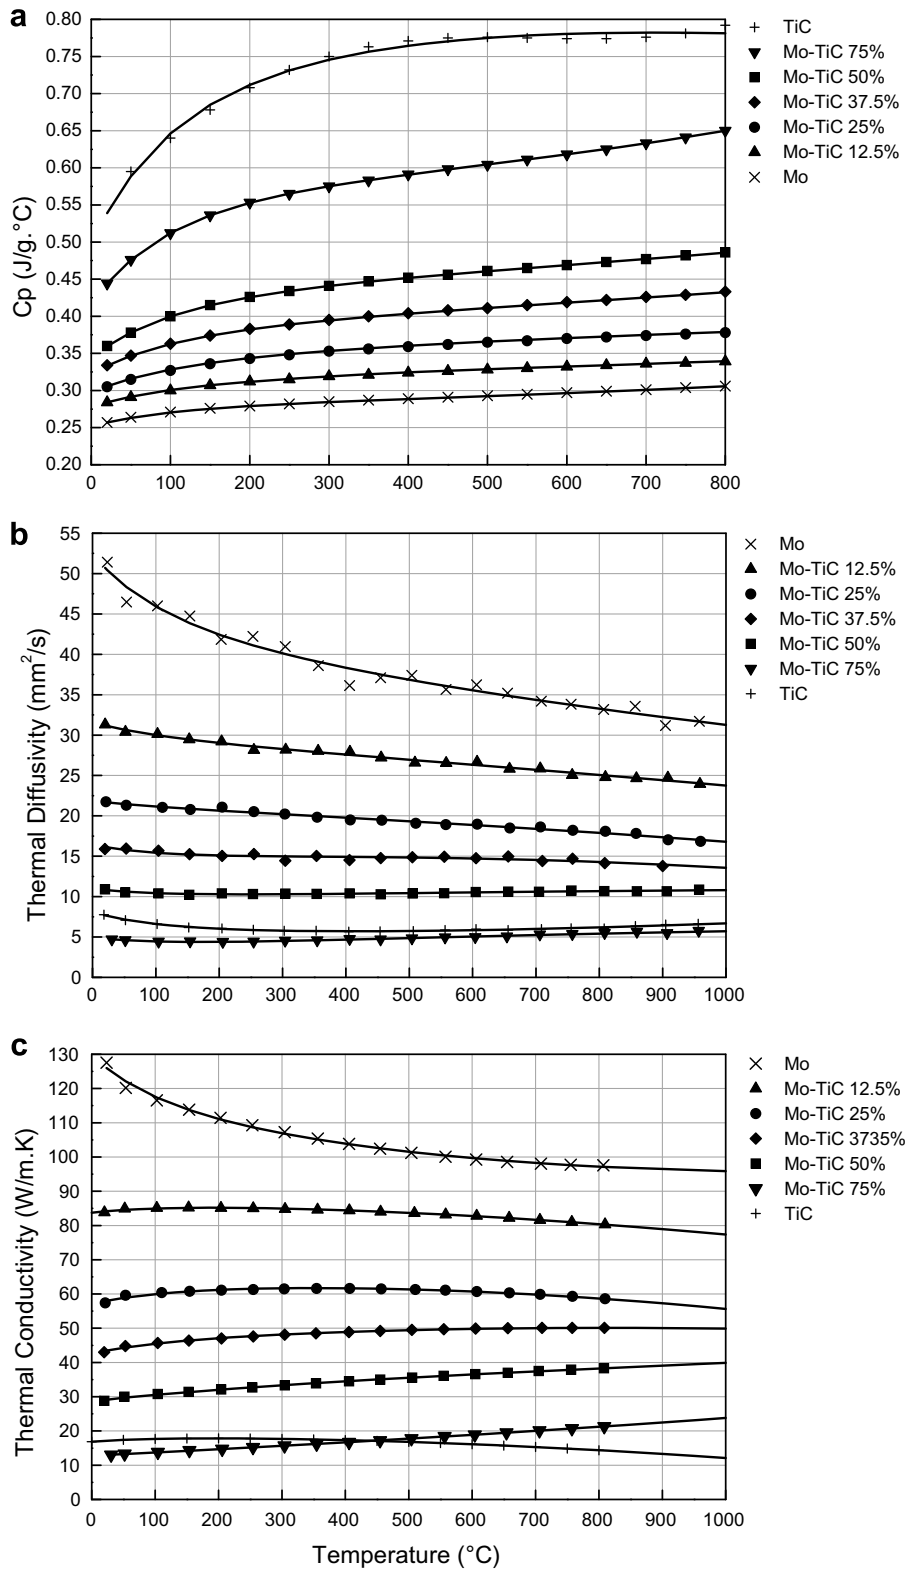 a
0.80
0.75
0.70
0.65
0.60
0.55
0.50
0.45
0.40
0.35
0.30
0.25
0.20
Cp (J/g.°C)
0 100 200 300 400 500 600 700 800
TiC
Mo-TiC 75%
Mo-TiC 50%
Mo-TiC 37.5%
Mo-TiC 25%
Mo-TiC 12.5%
Mo
b
55
50
45
40
35
30
25
20
15
10
5
0
Thermal Diffusivity (mm²/s)
0 100 200 300 400 500 600 700 800 900 1000
Mo
Mo-TiC 12.5%
Mo-TiC 25%
Mo-TiC 37.5%
Mo-TiC 50%
Mo-TiC 75%
TiC
c
130
120
110
100
90
80
70
60
50
40
30
20
10
0
Thermal Conductivity (W/m.K)
0 100 200 300 400 500 600 700 800 900 1000
Temperature (°C)
Mo
Mo-TiC 12.5%
Mo-TiC 25%
Mo-TiC 3735%
Mo-TiC 50%
Mo-TiC 75%
TiC